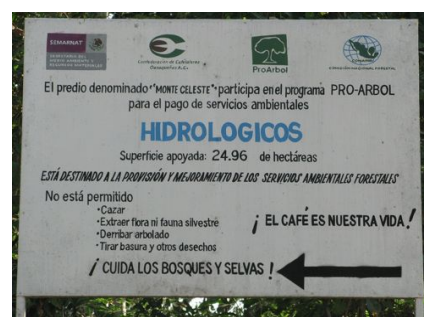 SEMARNAT
ProÁrbol
El predio denominado "MONTE CELESTE" participa en el programa PRO-ARBOL
para el pago de servicios ambientales
HIDROLOGICOS
Superficie apoyada: 24.96 de hectáreas
ESTÁ DESTINADO A LA PROVISIÓN Y MEJORAMIENTO DE LOS SERVICIOS AMBIENTALES FORESTALES
No está permitido
•Cazar
•Extraer flora ni fauna silvestre
•Derribar arbolado
•Tirar basura y otros desechos
¡ EL CAFÉ ES NUESTRA VIDA !
¡ CUIDA LOS BOSQUES Y SELVAS !